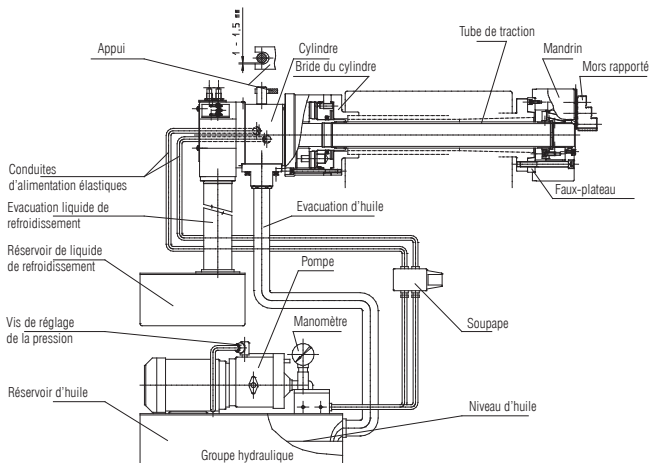 1 - 1,5 mm
Appui
Cylindre
Bride du cylindre
Tube de traction
Mandrin
Mors rapporté
Conduites
d'alimentation élastiques
Evacuation liquide de
refroidissement
Evacuation d'huile
Faux-plateau
Réservoir de liquide
de refroidissement
Pompe
Soupape
Vis de réglage
de la pression
Manomètre
Réservoir d'huile
Niveau d'huile
Groupe hydraulique